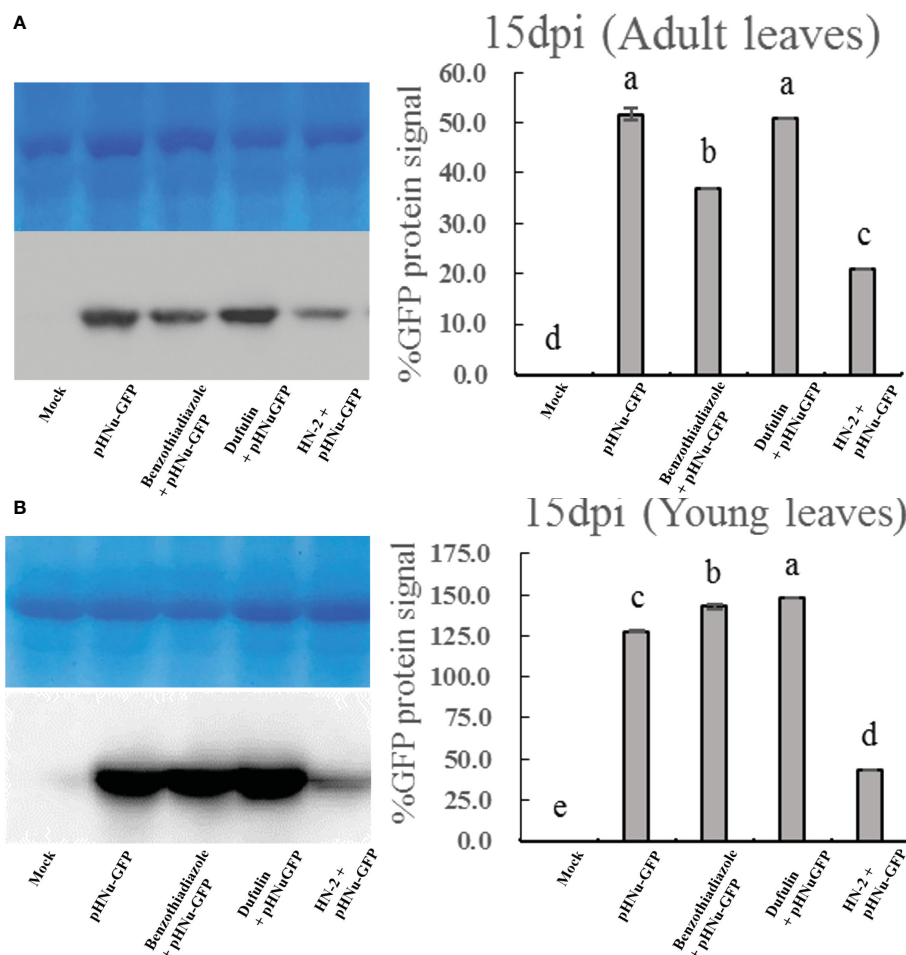 A
15dpi (Adult leaves)
%GFP protein signal
60.0
50.0
40.0
30.0
20.0
10.0
0.0
a
b
a
c
d
Mock
pHNu-GFP
Benzothiadiazole
+ pHNu-GFP
Dufulin
+ pHNuGFP
HN-2 +
pHNu-GFP
Mock
pHNu-GFP
Benzothiadiazole
+ pHNu-GFP
Dufulin
+ pHNuGFP
HN-2 +
pHNu-GFP
B
15dpi (Young leaves)
%GFP protein signal
175.0
150.0
125.0
100.0
75.0
50.0
25.0
0.0
e
c
b
a
d
Mock
pHNu-GFP
Benzothiadiazole
+ pHNu-GFP
Dufulin
+ pHNuGFP
HN-2 +
pHNu-GFP
Mock
pHNu-GFP
Benzothiadiazole
+ pHNu-GFP
Dufulin
+ pHNuGFP
HN-2 +
pHNu-GFP